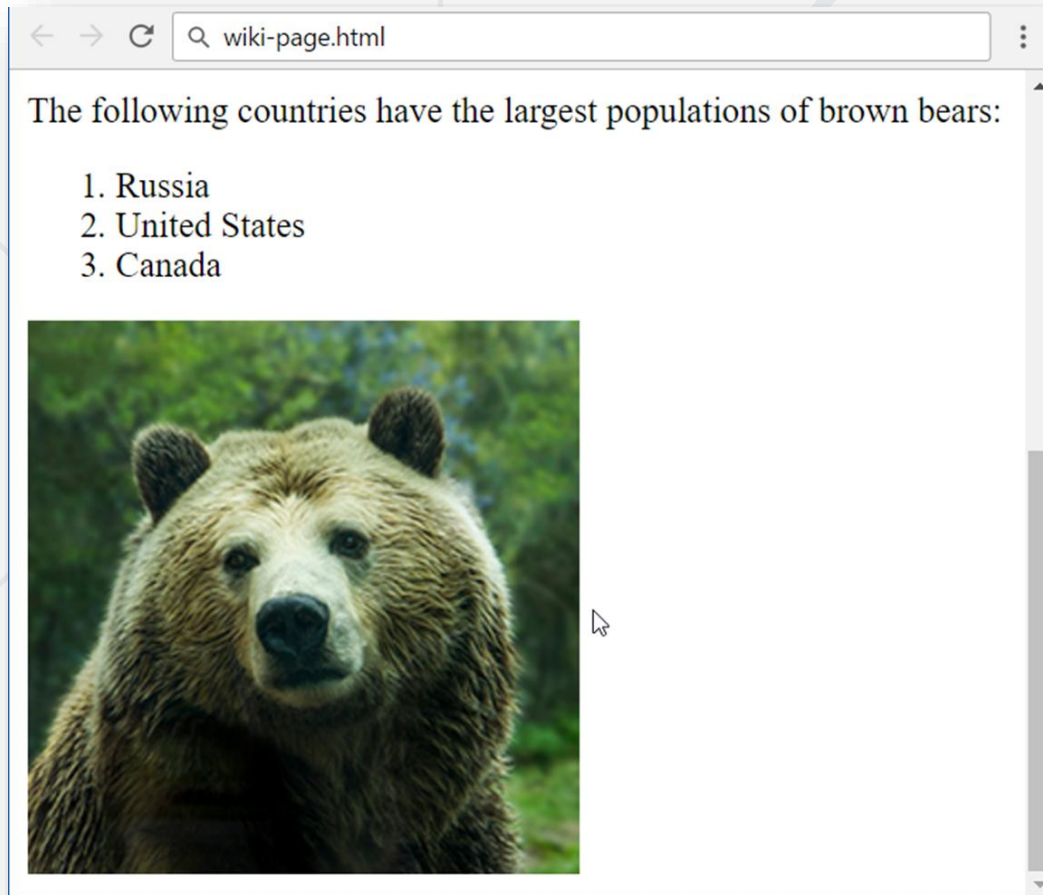 wiki-page.html
The following countries have the largest populations of brown bears:
1. Russia
2. United States
3. Canada